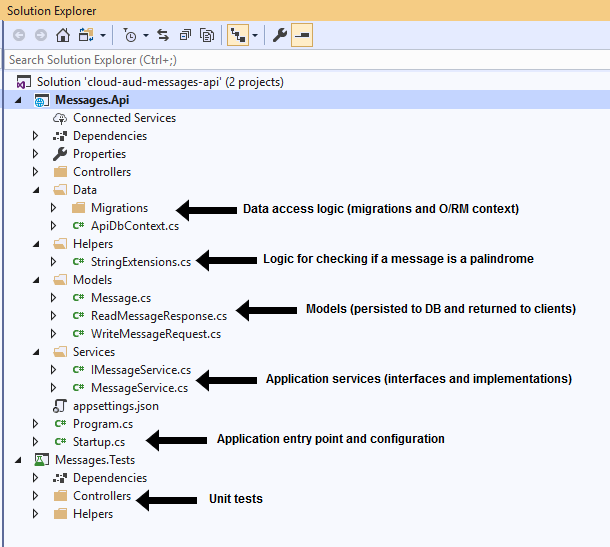 Solution Explorer
Search Solution Explorer (Ctrl+;)
Solution 'cloud-aud-messages-api' (2 projects)
Messages.Api
Connected Services
Dependencies
Properties
Controllers
Data
Migrations
Data access logic (migrations and O/RM context)
C# ApiDbContext.cs
Helpers
C# StringExtensions.cs
Logic for checking if a message is a palindrome
Models
C# Message.cs
C# ReadMessageResponse.cs
Models (persisted to DB and returned to clients)
C# WriteMessageRequest.cs
Services
C# IMessageService.cs
Application services (interfaces and implementations)
C# MessageService.cs
appsettings.json
C# Program.cs
C# Startup.cs
Application entry point and configuration
Messages.Tests
Dependencies
Controllers
Unit tests
Helpers